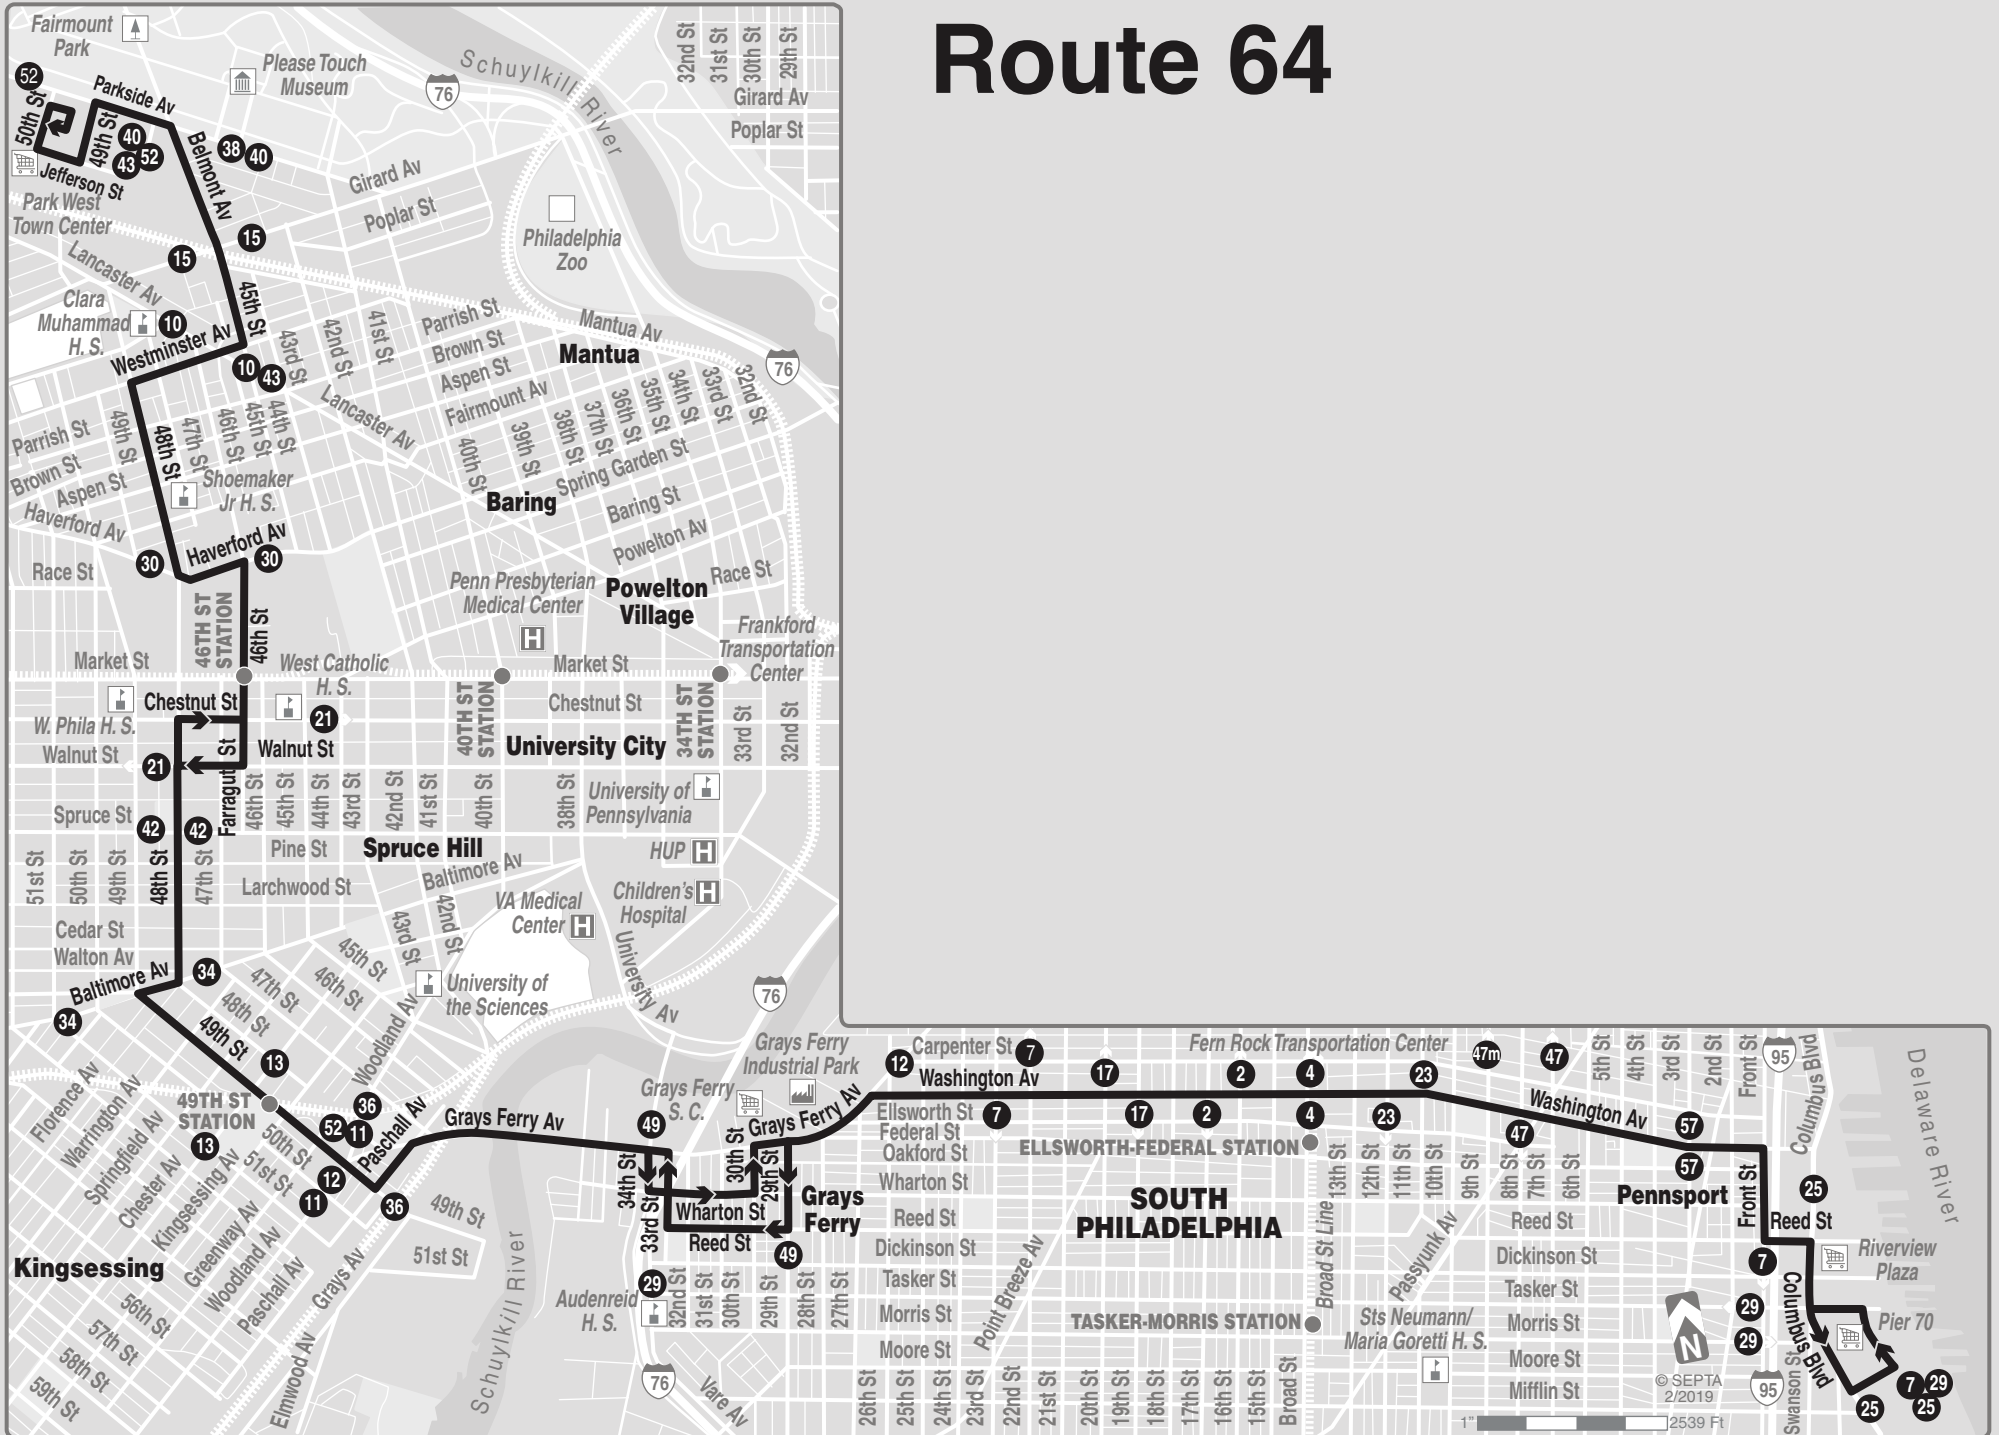 Route 64
Fairmount
Park
Please Touch
Museum
76
Schuylkill River
32nd St
31st St
30th St
29th St
Girard Av
Poplar St
52
50th St
Parkside Av
49th St
40
43
52
Belmont Av
38
40
Jefferson St
Park West
Town Center
Girard Av
Poplar St
Philadelphia
Zoo
15
15
Lancaster Av
45th St
Clara
Muhammad
H. S.
10
Westminster Av
10
43
43rd St
42nd St
41st St
Parrish St
Brown St
Aspen St
Fairmount Av
Mantua Av
Mantua
76
Lancaster Av
40th St
39th St
38th St
37th St
36th St
35th St
34th St
33rd St
32nd St
Parrish St
Brown St
Aspen St
Haverford Av
49th St
48th St
47th St
46th St
45th St
44th St
Shoemaker
Jr H. S.
Baring
Spring Garden St
Baring St
Powelton Av
Race St
30
Haverford Av
30
Race St
Penn Presbyterian
Medical Center
H
Powelton
Village
Frankford
Transportation
Center
46TH ST
STATION
46th St
Market St
West Catholic
H. S.
Market St
Chestnut St
Chestnut St
W. Phila H. S.
21
40TH ST
STATION
34TH ST
STATION
33rd St
32nd St
Walnut St
21
Walnut St
University City
Farragut St
46th St
45th St
44th St
43rd St
42nd St
41st St
40th St
38th St
University of
Pennsylvania
Spruce St
42
42
Pine St
Spruce Hill
HUP
H
51st St
50th St
49th St
48th St
47th St
Larchwood St
Baltimore Av
VA Medical
Center
H
Children's
Hospital
H
Cedar St
Walton Av
43rd St
42nd St
University Av
Baltimore Av
34
34
47th St
48th St
49th St
45th St
46th St
University of
the Sciences
Woodland Av
76
13
49TH ST
STATION
13
Florence Av
Warrington Av
Springfield Av
Chester Av
Kingsessing Av
Greenway Av
Woodland Av
Paschall Av
Grays Av
Elmwood Av
50th St
51st St
52
11
36
Paschall Av
12
11
36
49th St
51st St
Kingsessing
56th St
57th St
58th St
59th St
Schuylkill River
Grays Ferry Av
Grays Ferry
S. C.
49
Grays Ferry
Industrial Park
Grays Ferry Av
34th St
33rd St
30th St
29th St
Wharton St
Reed St
Grays
Ferry
49
29
Audenreid
H. S.
32nd St
31st St
30th St
29th St
28th St
27th St
76
Vare Av
12
Carpenter St
7
Washington Av
17
2
Fern Rock Transportation Center
4
23
47m
47
Ellsworth St
Federal St
Oakford St
7
17
2
4
23
Washington Av
47
57
57
ELLSWORTH-FEDERAL STATION
Wharton St
Reed St
Dickinson St
Tasker St
Morris St
Moore St
Point Breeze Av
SOUTH
PHILADELPHIA
TASKER-MORRIS STATION
Broad St Line
13th St
12th St
11th St
10th St
9th St
8th St
7th St
6th St
Passyunk Av
Sts Neumann/
Maria Goretti H. S.
26th St
25th St
24th St
23rd St
22nd St
21st St
20th St
19th St
18th St
17th St
16th St
15th St
Broad St
5th St
4th St
3rd St
2nd St
Front St
95
Columbus Blvd
Delaware River
Pennsport
Front St
25
Reed St
Reed St
Dickinson St
Tasker St
Morris St
Moore St
Mifflin St
7
Riverview
Plaza
29
29
Columbus Blvd
Pier 70
N
© SEPTA
2/2019
95
Swanson St
7
29
25
25
1"
2539 Ft